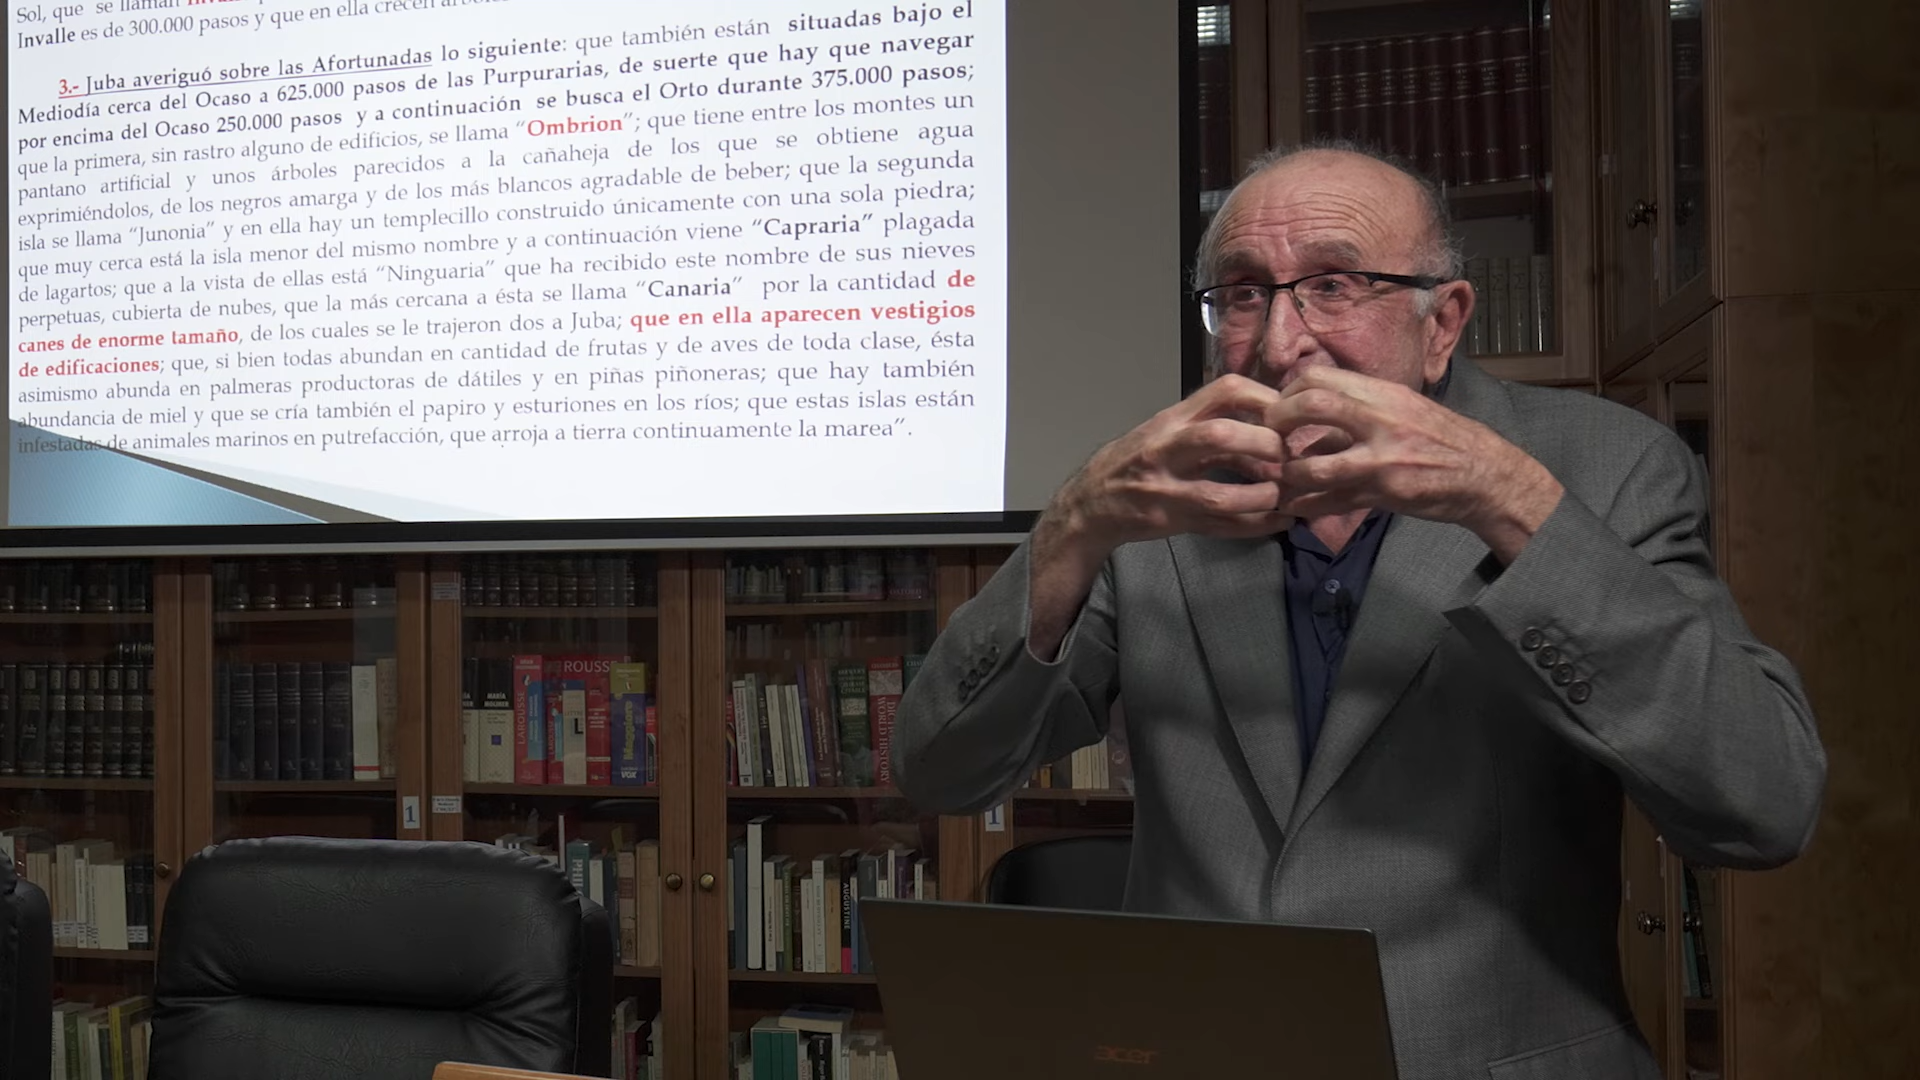 Sol, que se llaman
Invalle es de 300.000 pasos y que en ella crecen
3.- Juba averiguó sobre las Afortunadas lo siguiente: que también están situadas bajo el
Mediodía cerca del Ocaso a 625.000 pasos de las Purpurarias, de suerte que hay que navegar
por encima del Ocaso 250.000 pasos y a continuación se busca el Orto durante 375.000 pasos;
que la primera, sin rastro alguno de edificios, se llama “Ombrion”; que tiene entre los montes un
pantano artificial y unos árboles parecidos a la cañaheja de los que se obtiene agua
exprimiéndolos, de los negros amarga y de los más blancos agradable de beber; que la segunda
isla se llama “Junonia” y en ella hay un templecillo construido únicamente con una sola piedra;
que muy cerca está la isla menor del mismo nombre y a continuación viene “Capraria” plagada
de lagartos; que a la vista de ellas está “Ninguaria” que ha recibido este nombre de sus nieves
perpetuas, cubierta de nubes, que la más cercana a ésta se llama “Canaria” por la cantidad de
canes de enorme tamaño, de los cuales se le trajeron dos a Juba; que en ella aparecen vestigios
de edificaciones; que, si bien todas abundan en cantidad de frutas y de aves de toda clase, ésta
asimismo abunda en palmeras productoras de dátiles y en piñas piñoneras; que hay también
abundancia de miel y que se cría también el papiro y esturiones en los ríos; que estas islas están
infestadas de animales marinos en putrefacción, que arroja a tierra continuamente la marea”.
ROUSSE
MARÍA
MOLINER
LAROUSSE
L
VOX
WORLD HISTORY
1
1
AUGUSTINE
acer